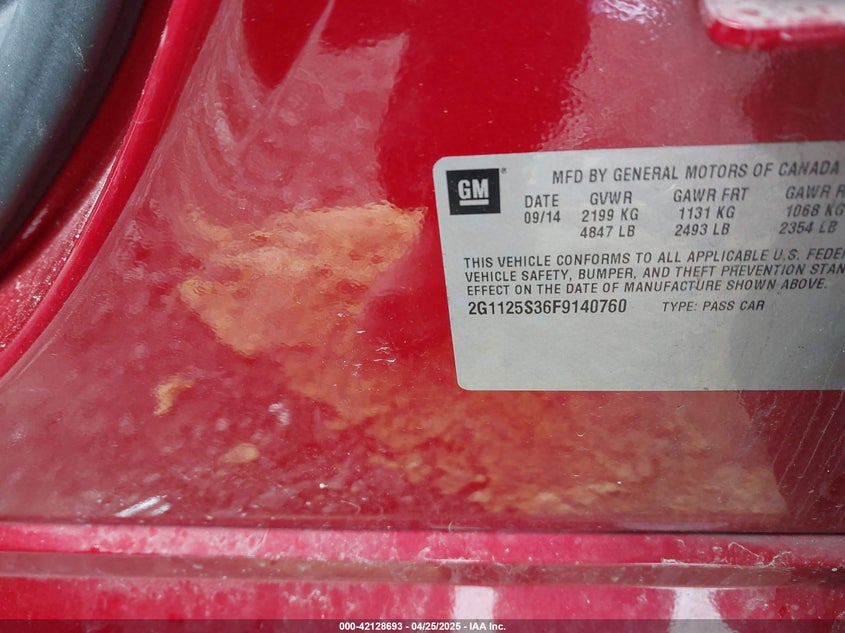 GM
MFD BY GENERAL MOTORS OF CANADA
DATE GVWR GAWR FRT GAWR R
09/14 2199 KG 1131 KG 1068 KG
4847 LB 2493 LB 2354 LB
THIS VEHICLE CONFORMS TO ALL APPLICABLE U.S. FEDER
VEHICLE SAFETY, BUMPER, AND THEFT PREVENTION STAN
EFFECT ON THE DATE OF MANUFACTURE SHOWN ABOVE.
2G1125S36F9140760 TYPE: PASS CAR
000-42128693 - 04/25/2025 - IAA Inc.